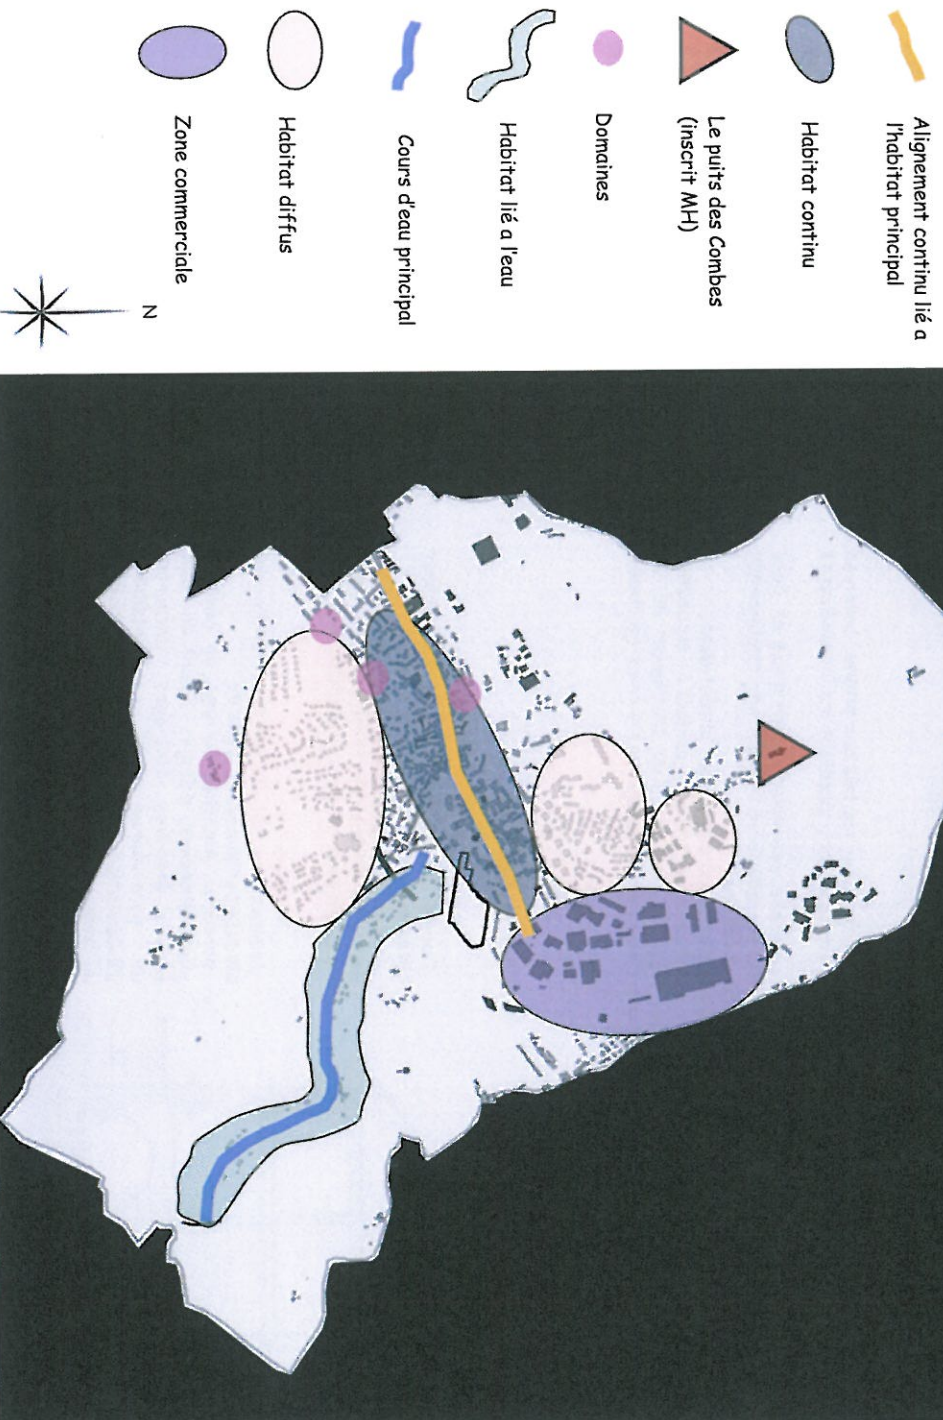 Alignement continu lié a
l'habitat principal
Habitat continu
Le puits des Combes
(inscrit MH)
Domaines
Habitat lié a l'eau
Cours d'eau principal
Habitat diffus
Zone commerciale
N